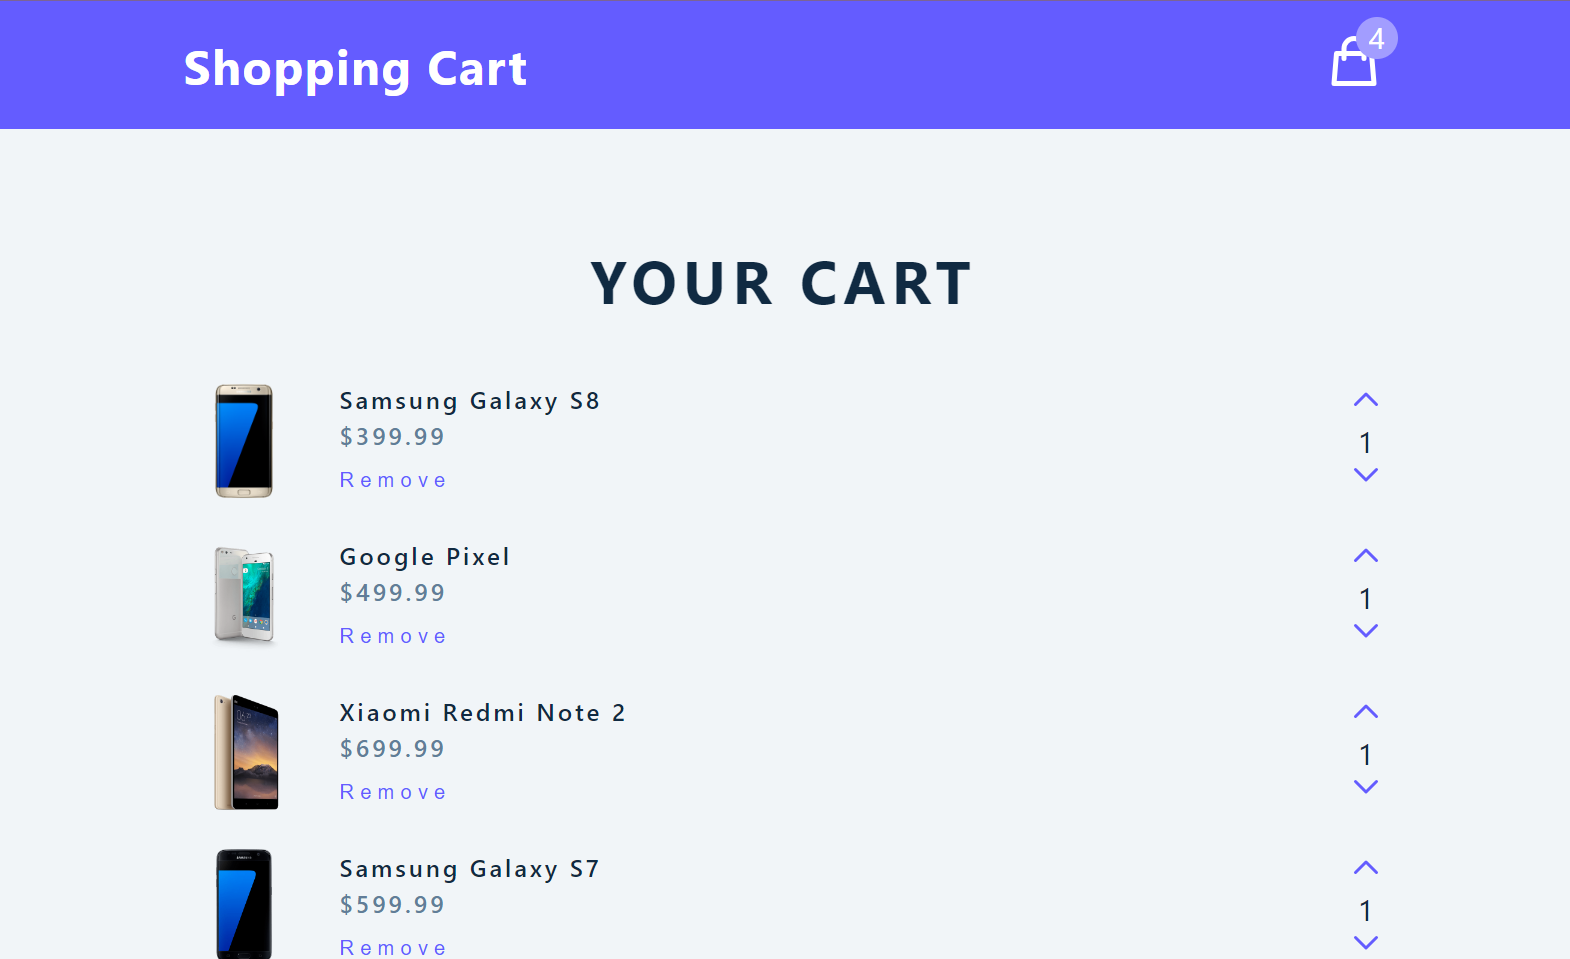 Shopping Cart
4
YOUR CART
Samsung Galaxy S8
$399.99
Remove
1
Google Pixel
$499.99
Remove
1
Xiaomi Redmi Note 2
$699.99
Remove
1
Samsung Galaxy S7
$599.99
Remove
1